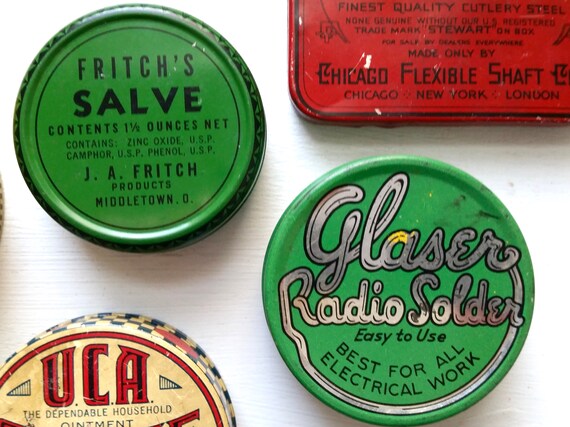 FRITCH'S
SALVE
CONTENTS 1½ OUNCES NET
CONTAINS: ZINC OXIDE, U.S.P.
CAMPHOR, U.S.P. PHENOL, U.S.P.
J. A. FRITCH
PRODUCTS
MIDDLETOWN, O.
FINEST QUALITY CUTLERY STEEL
NONE GENUINE WITHOUT OUR U.S. REGISTERED
TRADE MARK "STEWART" ON BOX
FOR SALE BY DEALERS EVERYWHERE
MADE ONLY BY
CHICAGO FLEXIBLE SHAFT
CHICAGO NEW YORK LONDON
Glaser
Radio Solder
Easy to Use
BEST FOR ALL
ELECTRICAL WORK
U.C.A.
THE DEPENDABLE HOUSEHOLD
OINTMENT